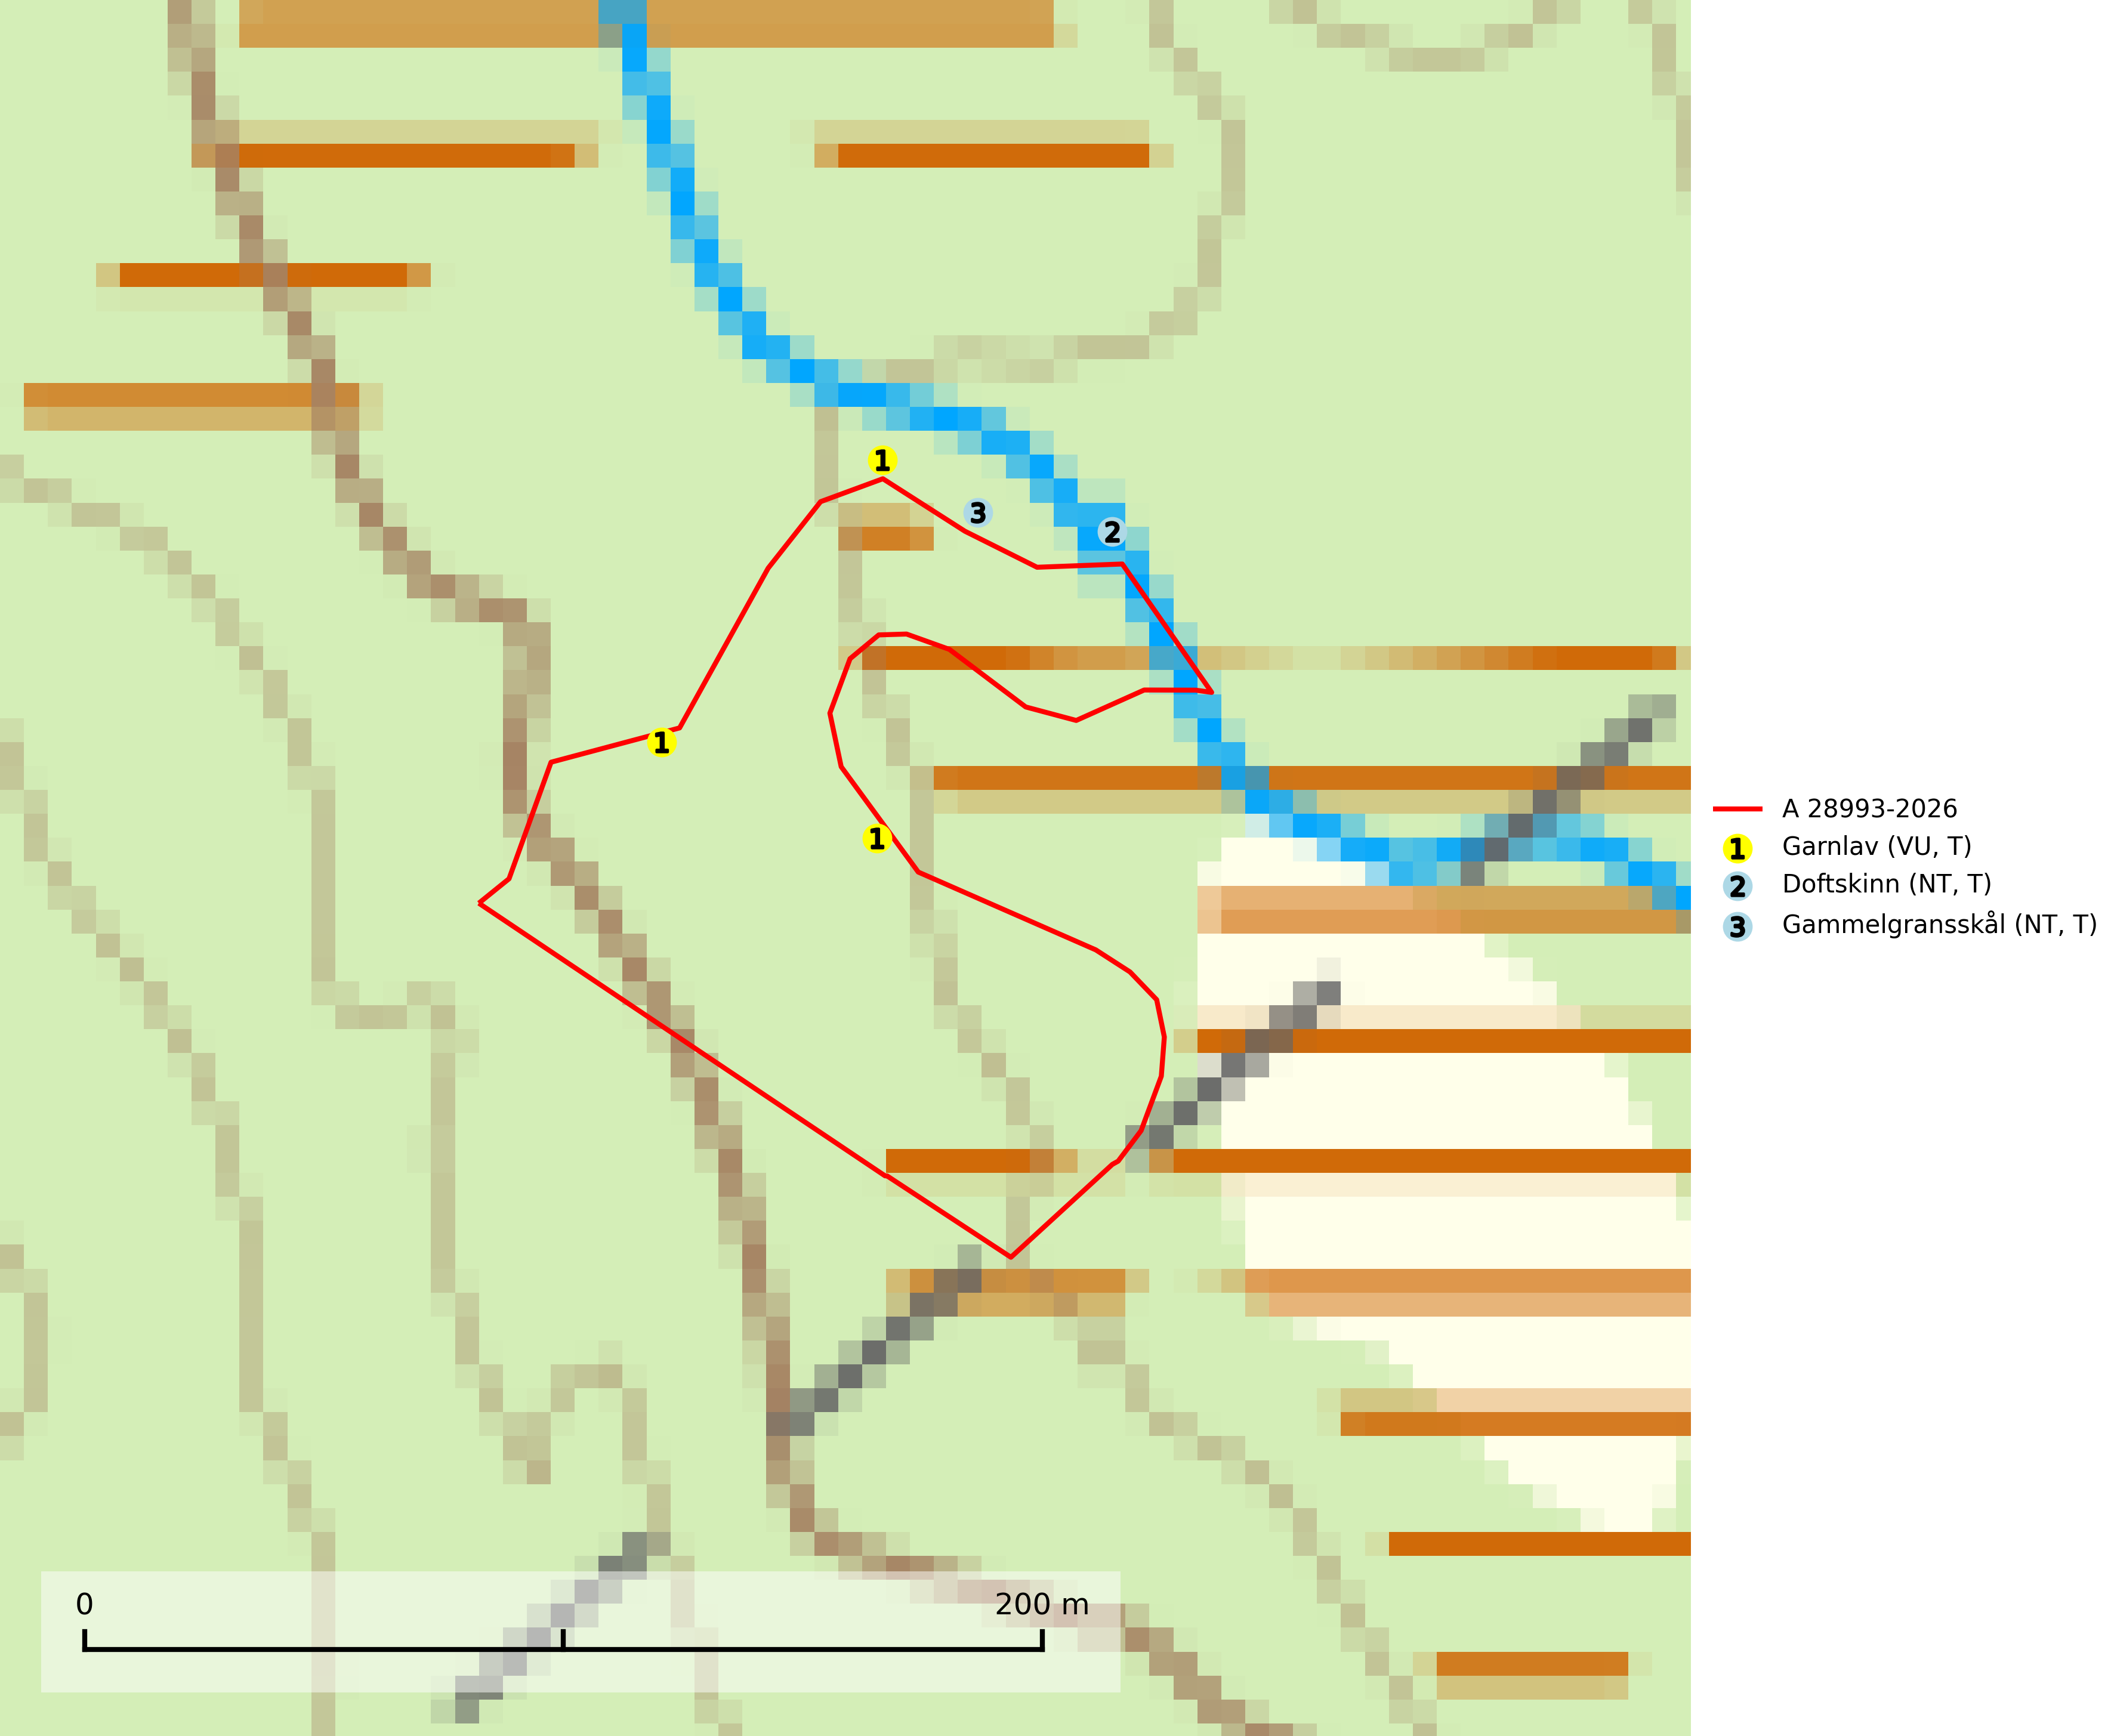 1
3
2
1
1
A 28993-2026
1 Garnlav (VU, T)
2 Doftskinn (NT, T)
3 Gammelgransskål (NT, T)
0 200 m